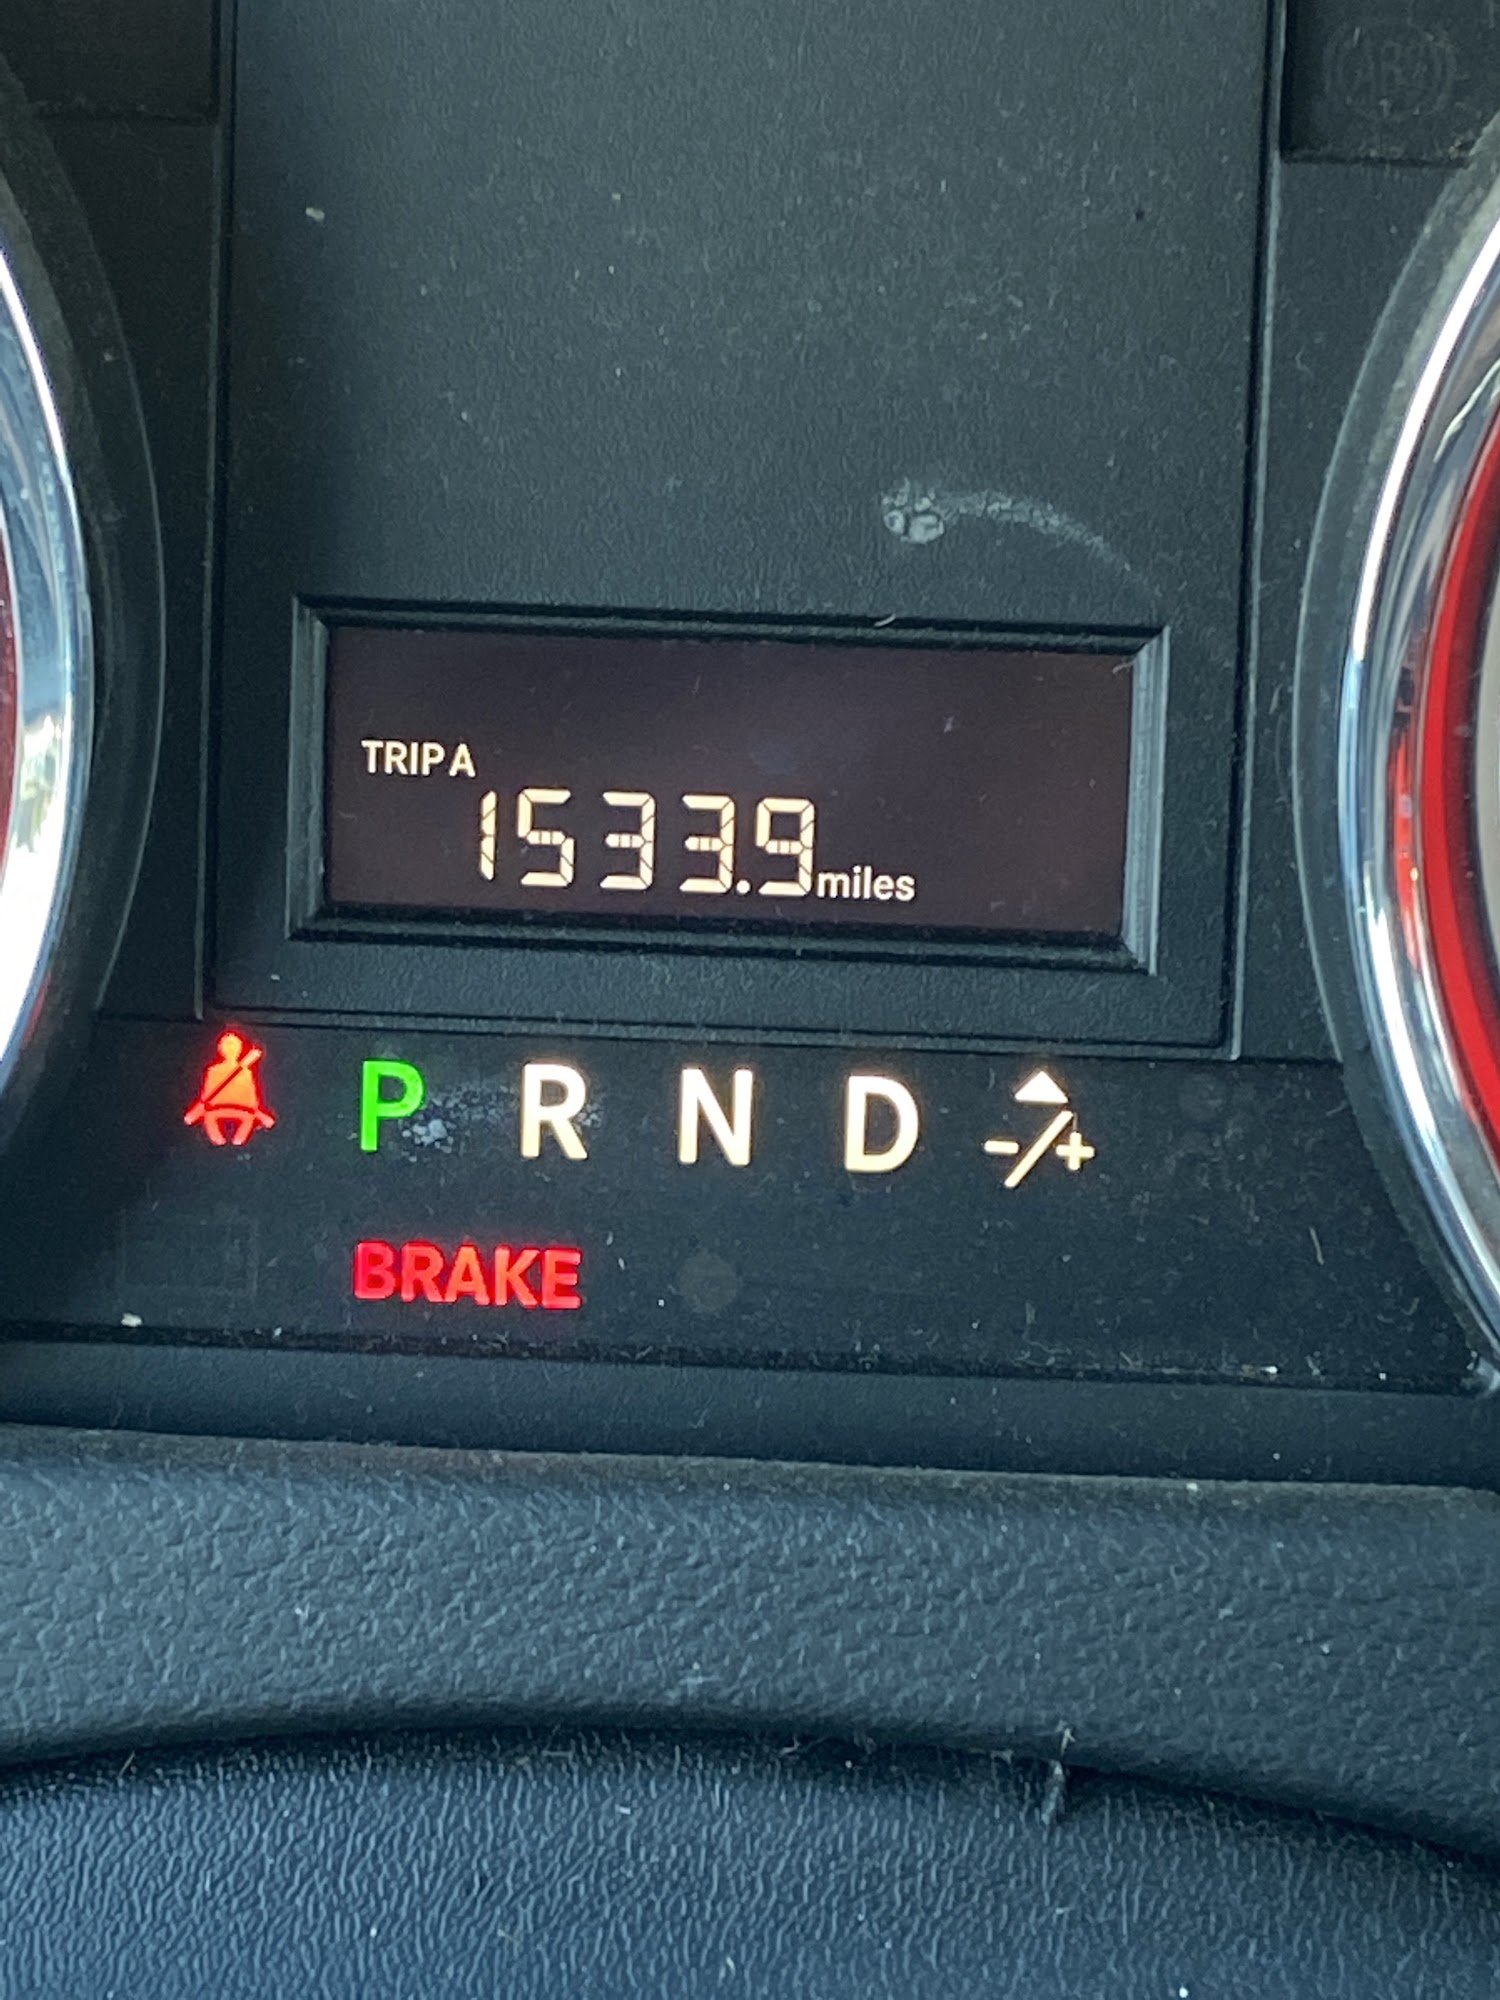 TRIP A
1533.9 miles
P R N D -/+
BRAKE